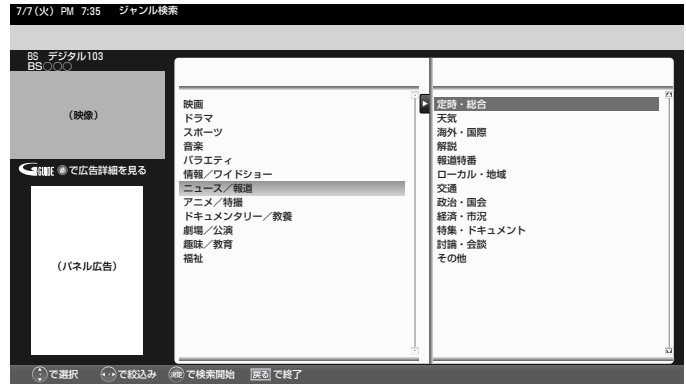 7/7(火) PM 7:35 ジャンル検索
BS デジタル103
BS○○○
(映像)
GGUIDE で広告詳細を見る
(パネル広告)
映画
ドラマ
スポーツ
音楽
バラエティ
情報／ワイドショー
ニュース／報道
アニメ／特撮
ドキュメンタリー／教養
劇場／公演
趣味／教育
福祉
定時・総合
天気
海外・国際
解説
報道特番
ローカル・地域
交通
政治・国会
経済・市況
特集・ドキュメント
討論・会談
その他
で選択 で絞込み 決定 で検索開始 戻る で終了